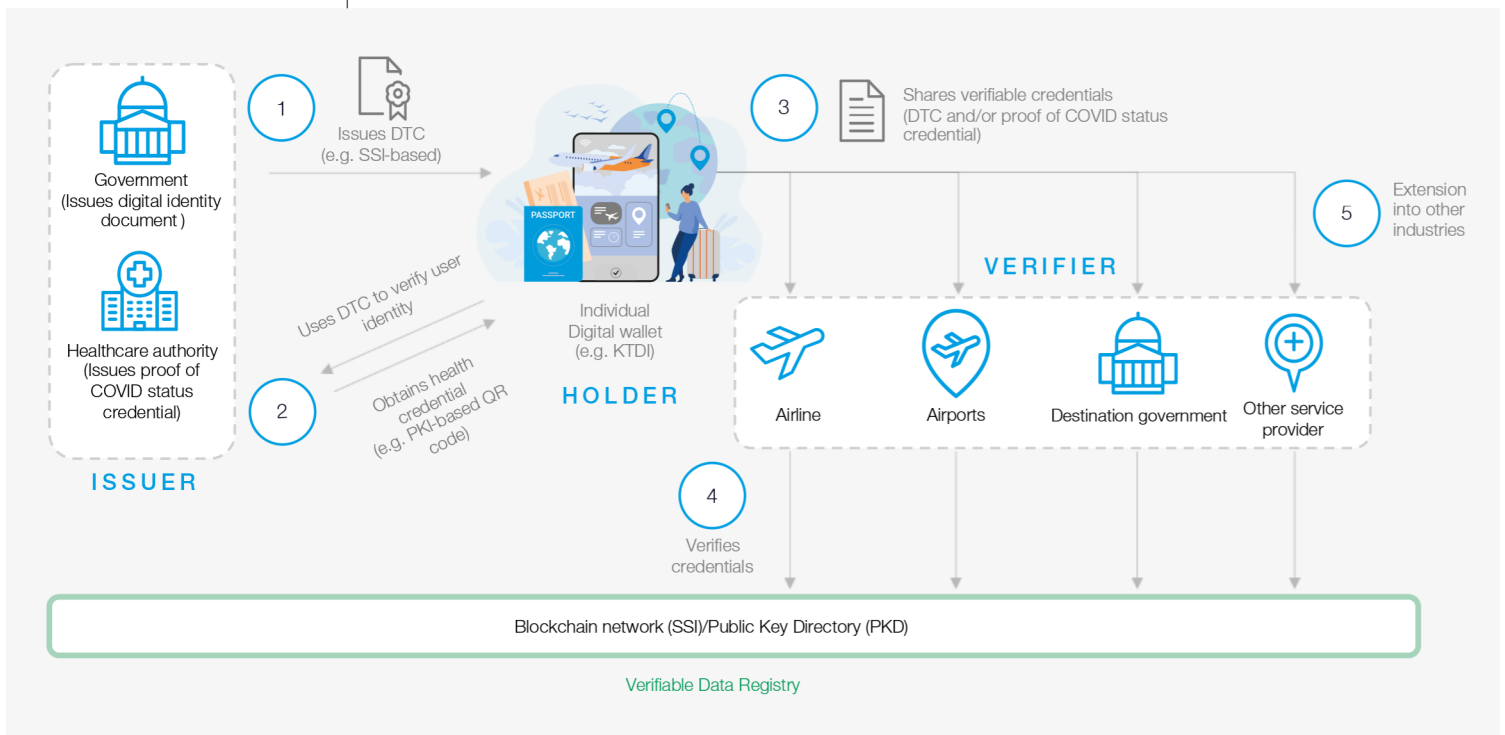 1
Issues DTC
(e.g. SSI-based)
Government
(Issues digital identity
document )
Healthcare authority
(Issues proof of
COVID status
credential)
ISSUER
2
Uses DTC to verify user
identity
Obtains health
credential
(e.g. PKI-based QR
code)
PASSPORT
Individual
Digital wallet
(e.g. KTDI)
HOLDER
3
Shares verifiable credentials
(DTC and/or proof of COVID status
credential)
5
Extension
into other
industries
VERIFIER
Airline
Airports
Destination government
Other service
provider
4
Verifies
credentials
Blockchain network (SSI)/Public Key Directory (PKD)
Verifiable Data Registry